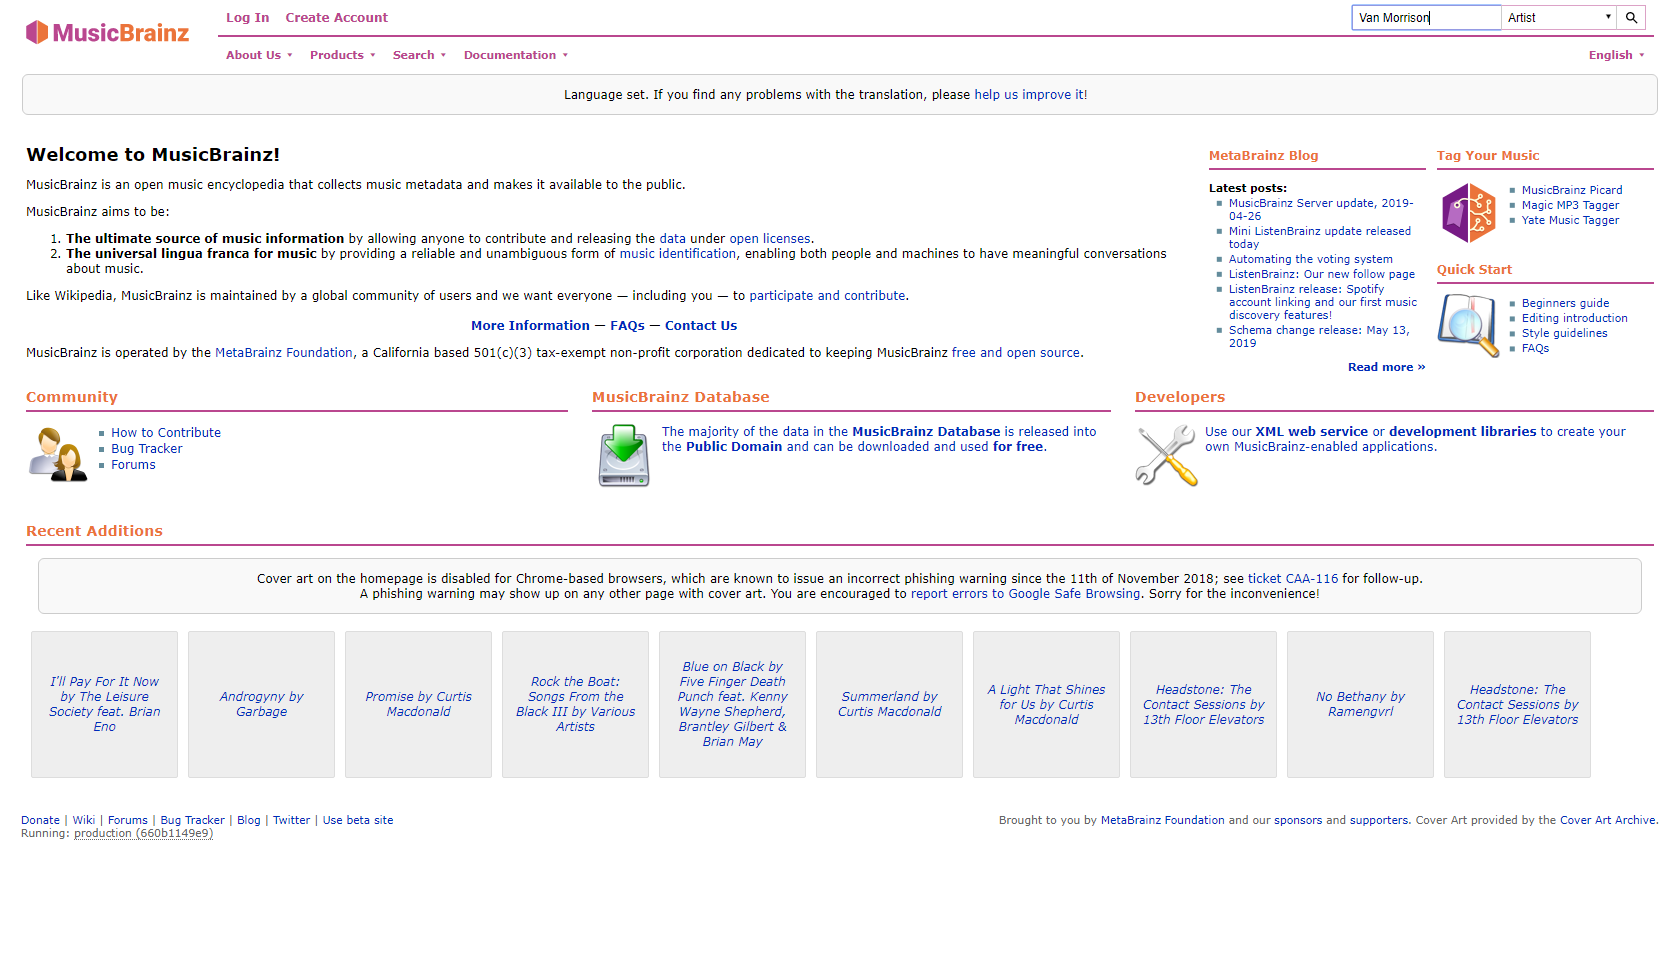 MusicBrainz
Log In Create Account
Van Morrison Artist
About Us Products Search Documentation English
Language set. If you find any problems with the translation, please help us improve it!
Welcome to MusicBrainz!
MusicBrainz is an open music encyclopedia that collects music metadata and makes it available to the public.
MusicBrainz aims to be:
1. The ultimate source of music information by allowing anyone to contribute and releasing the data under open licenses.
2. The universal lingua franca for music by providing a reliable and unambiguous form of music identification, enabling both people and machines to have meaningful conversations
about music.
Like Wikipedia, MusicBrainz is maintained by a global community of users and we want everyone — including you — to participate and contribute.
More Information — FAQs — Contact Us
MusicBrainz is operated by the MetaBrainz Foundation, a California based 501(c)(3) tax-exempt non-profit corporation dedicated to keeping MusicBrainz free and open source.
MetaBrainz Blog
Latest posts:
MusicBrainz Server update, 2019-
04-26
Mini ListenBrainz update released
today
Automating the voting system
ListenBrainz: Our new follow page
ListenBrainz release: Spotify
account linking and our first music
discovery features!
Schema change release: May 13,
2019
Read more »
Tag Your Music
MusicBrainz Picard
Magic MP3 Tagger
Yate Music Tagger
Quick Start
Beginners guide
Editing introduction
Style guidelines
FAQs
Community
How to Contribute
Bug Tracker
Forums
MusicBrainz Database
The majority of the data in the MusicBrainz Database is released into
the Public Domain and can be downloaded and used for free.
Developers
Use our XML web service or development libraries to create your
own MusicBrainz-enabled applications.
Recent Additions
Cover art on the homepage is disabled for Chrome-based browsers, which are known to issue an incorrect phishing warning since the 11th of November 2018; see ticket CAA-116 for follow-up.
A phishing warning may show up on any other page with cover art. You are encouraged to report errors to Google Safe Browsing. Sorry for the inconvenience!
I'll Pay For It Now
by The Leisure
Society feat. Brian
Eno
Androgyny by
Garbage
Promise by Curtis
Macdonald
Rock the Boat:
Songs From the
Black III by Various
Artists
Blue on Black by
Five Finger Death
Punch feat. Kenny
Wayne Shepherd,
Brantley Gilbert &
Brian May
Summerland by
Curtis Macdonald
A Light That Shines
for Us by Curtis
Macdonald
Headstone: The
Contact Sessions by
13th Floor Elevators
No Bethany by
Ramengvrl
Headstone: The
Contact Sessions by
13th Floor Elevators
Donate | Wiki | Forums | Bug Tracker | Blog | Twitter | Use beta site
Running: production (660b1149e9)
Brought to you by MetaBrainz Foundation and our sponsors and supporters. Cover Art provided by the Cover Art Archive.